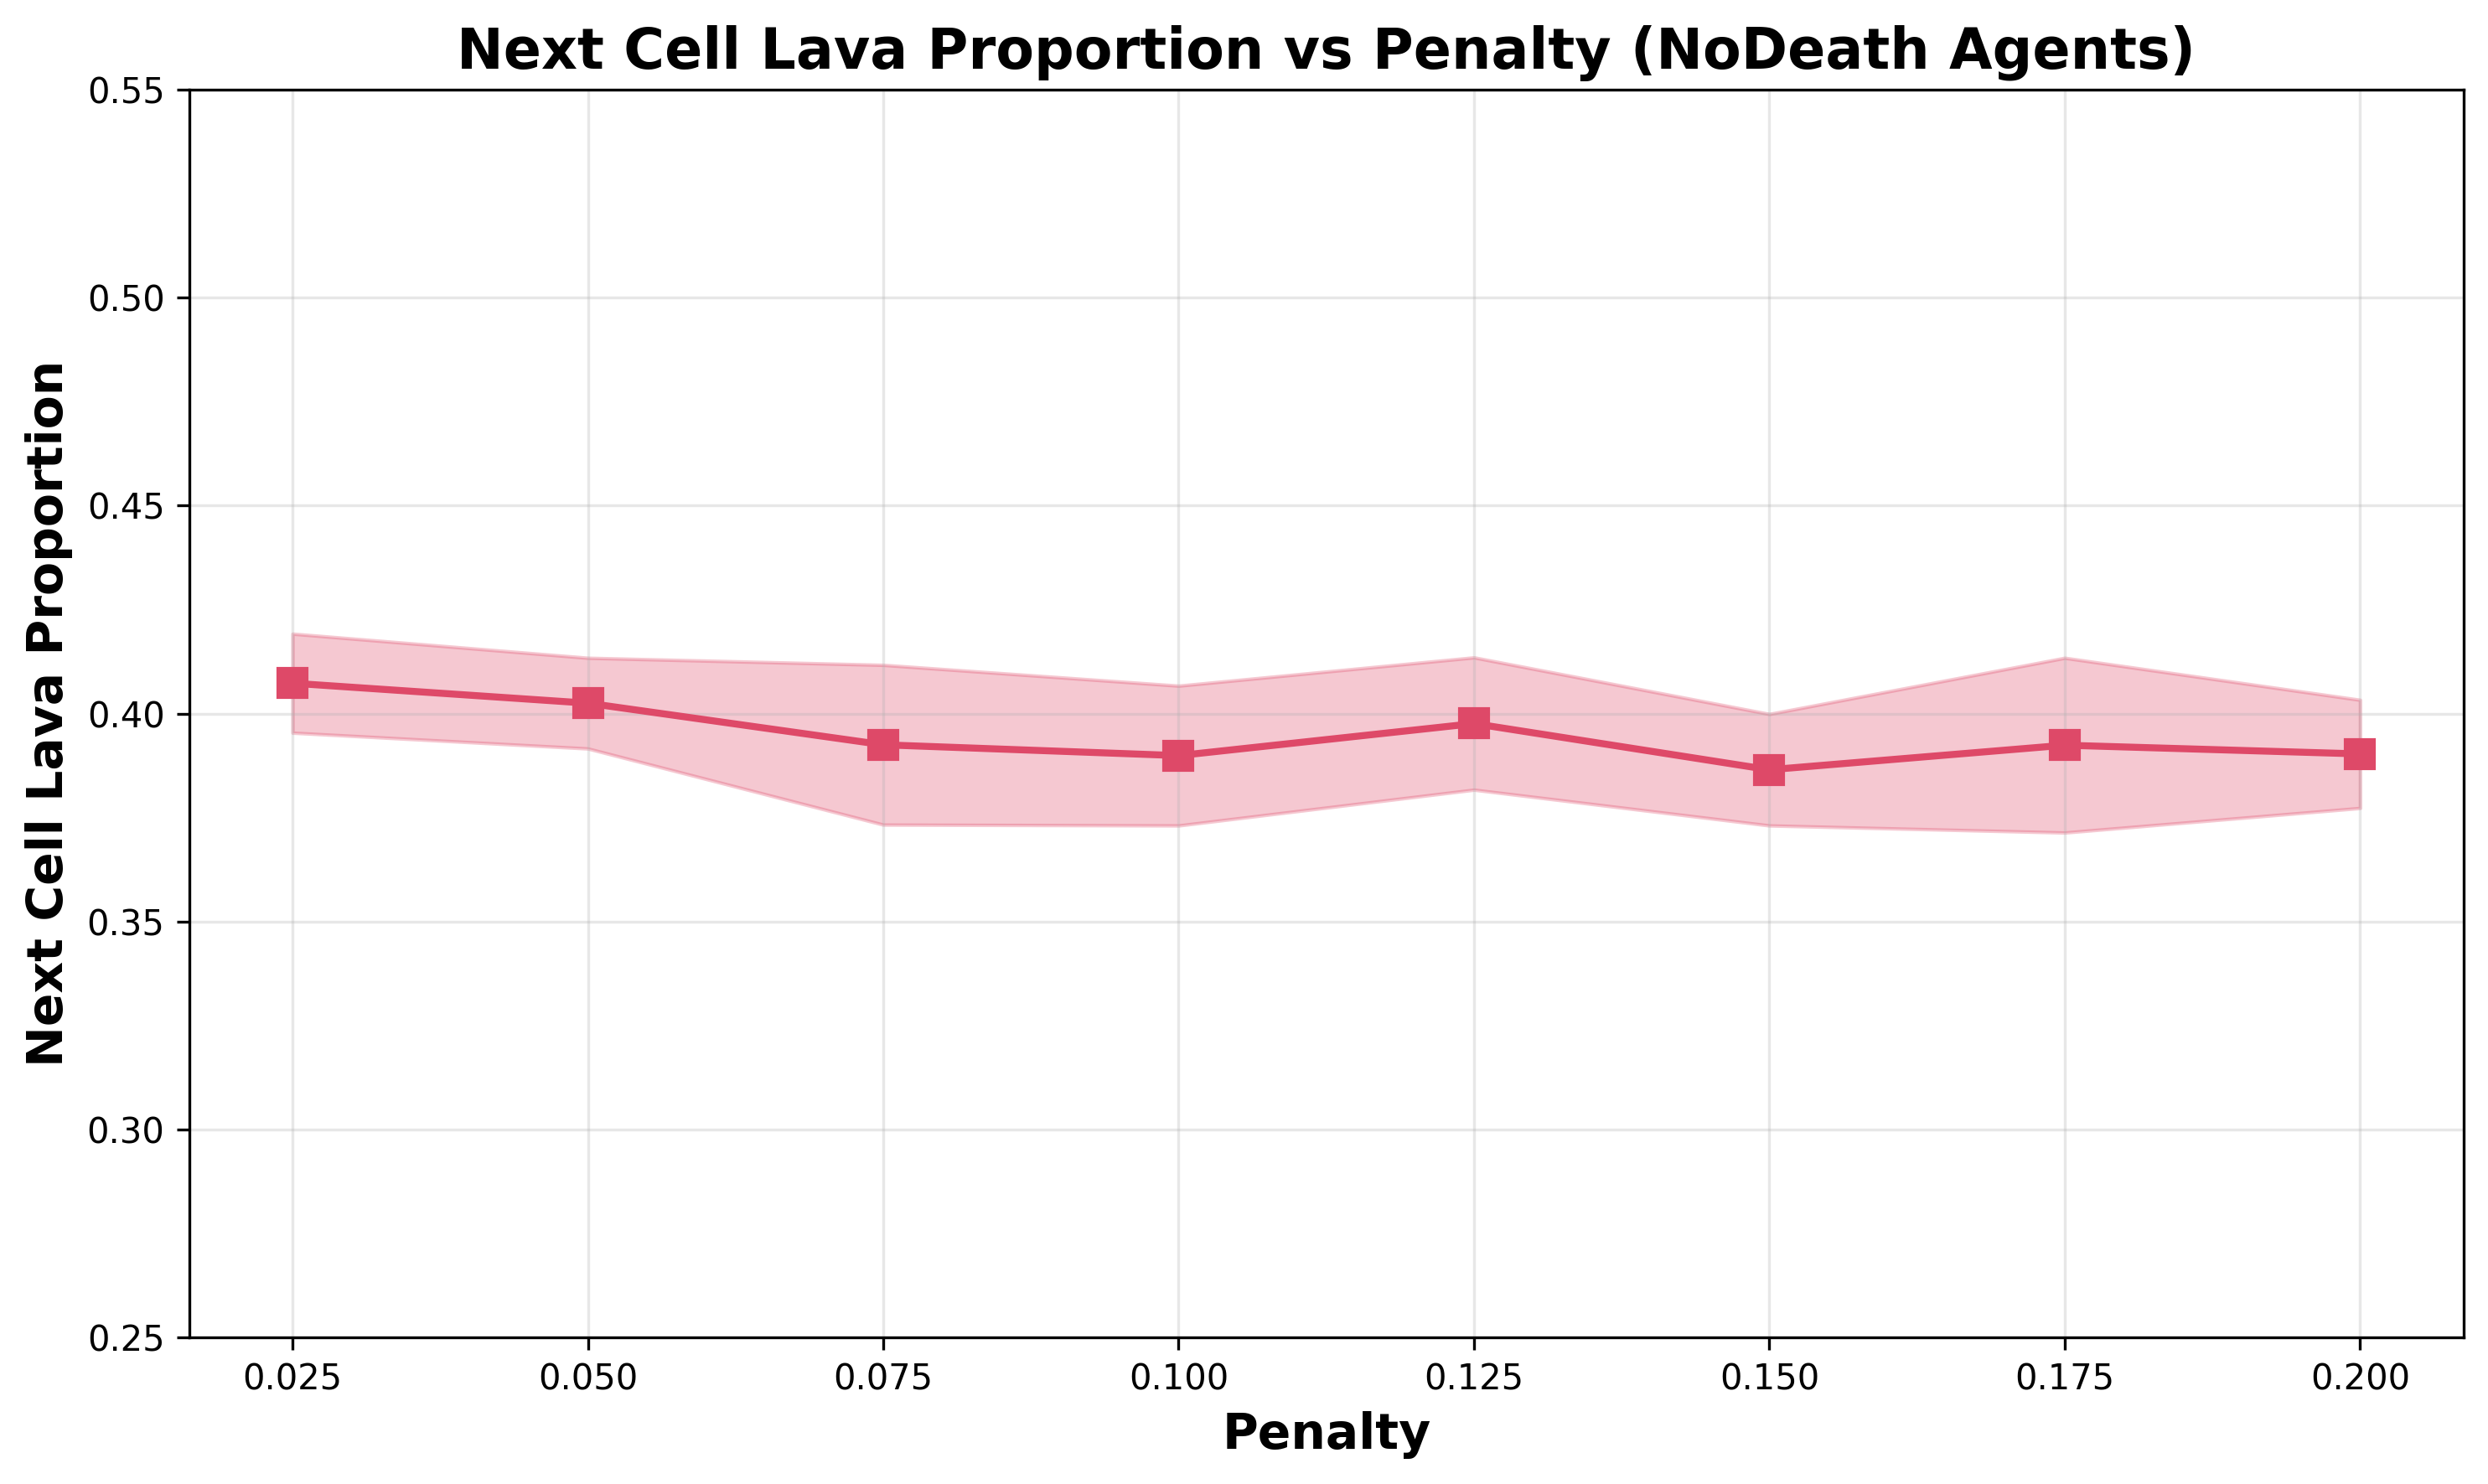 Next Cell Lava Proportion vs Penalty (NoDeath Agents)
Next Cell Lava Proportion
0.55
0.50
0.45
0.40
0.35
0.30
0.25
0.025 0.050 0.075 0.100 0.125 0.150 0.175 0.200
Penalty